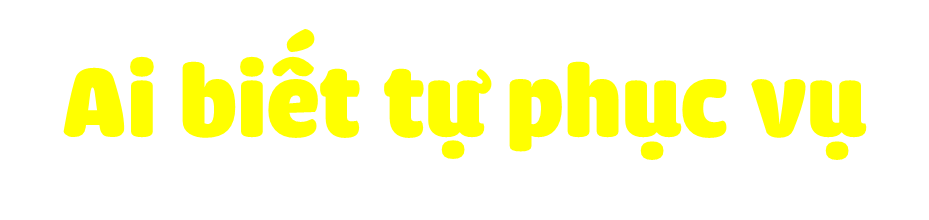 Ai biết tự phục vụ